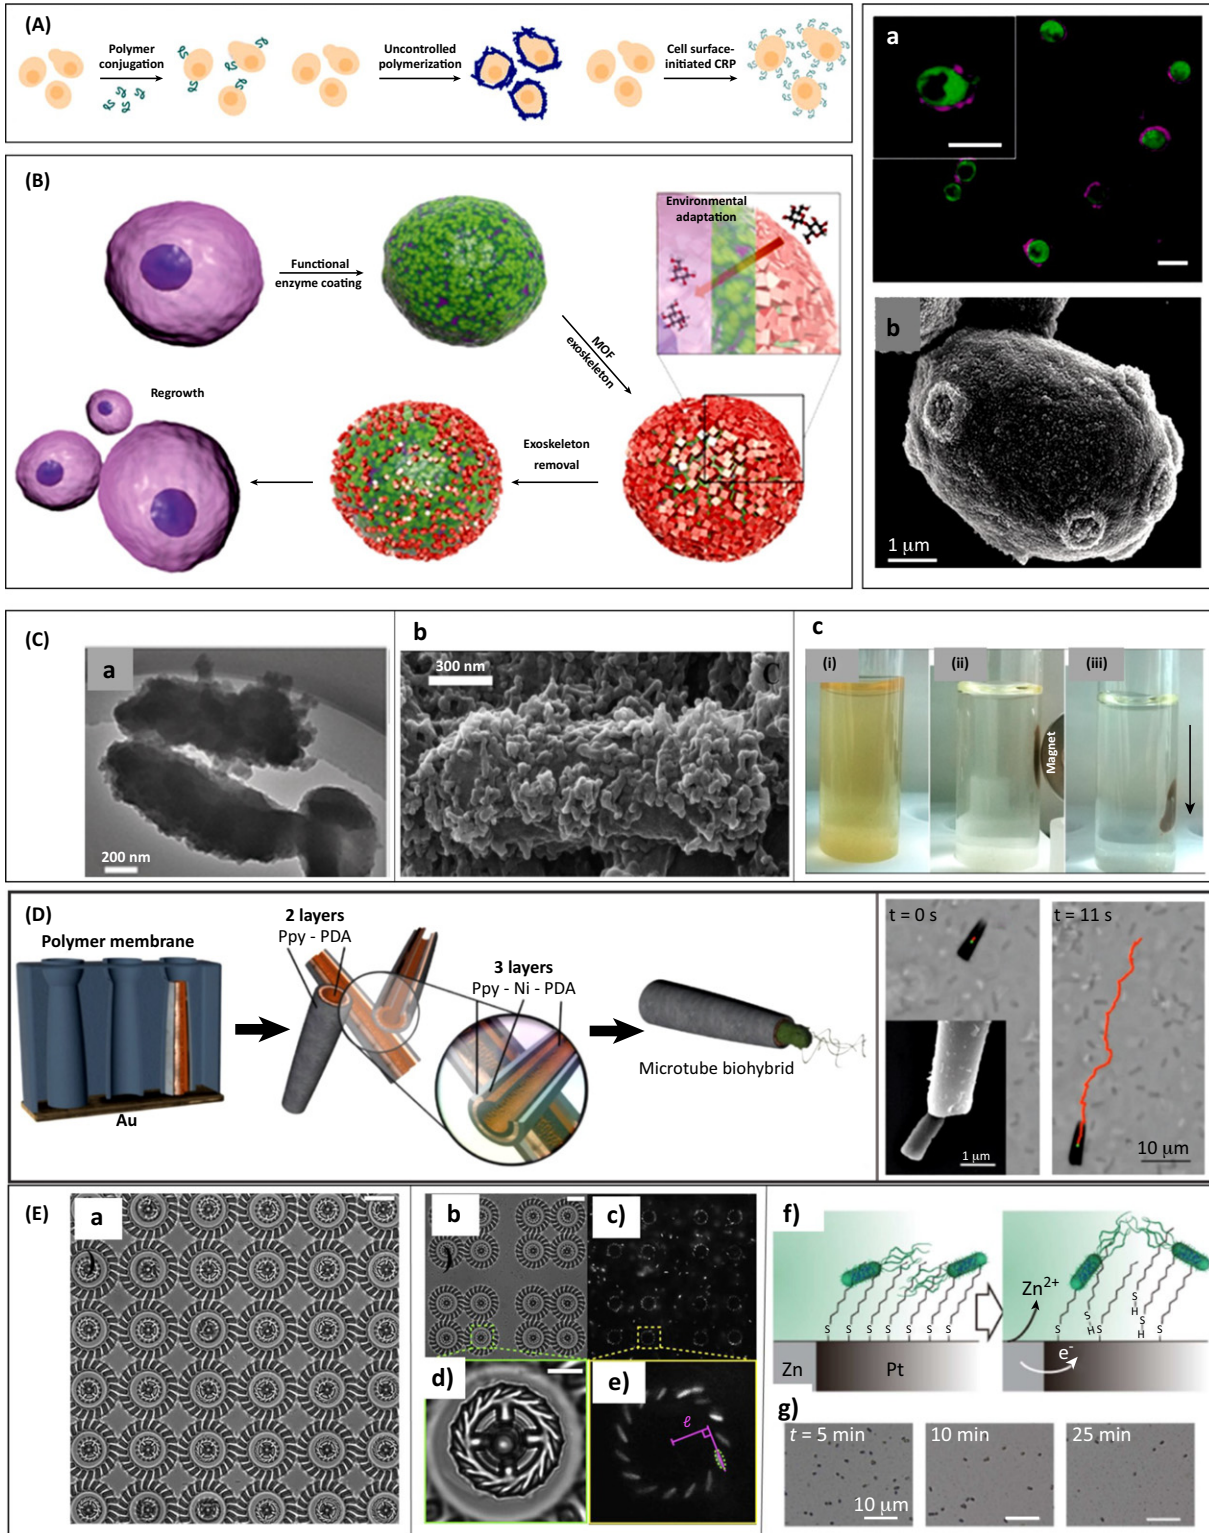 (A)
Polymer
conjugation
Uncontrolled
polymerization
Cell surface-
initiated CRP
a
(B)
Functional
enzyme coating
Environmental
adaptation
MOF
exoskeleton
Regrowth
Exoskeleton
removal
b
1 μm
(C)
a
200 nm
b
300 nm
C
c
(i)
(ii)
(iii)
Magnet
(D)
Polymer membrane
Au
2 layers
Ppy - PDA
3 layers
Ppy - Ni - PDA
Microtube biohybrid
t = 0 s
1 μm
t = 11 s
10 μm
(E)
a
b
c)
d)
e)
ℓ
f)
S S S S S S S
Zn
Pt
Zn2+
S
S
H
S
S
H
S
e-
g)
t = 5 min
10 μm
10 min
25 min